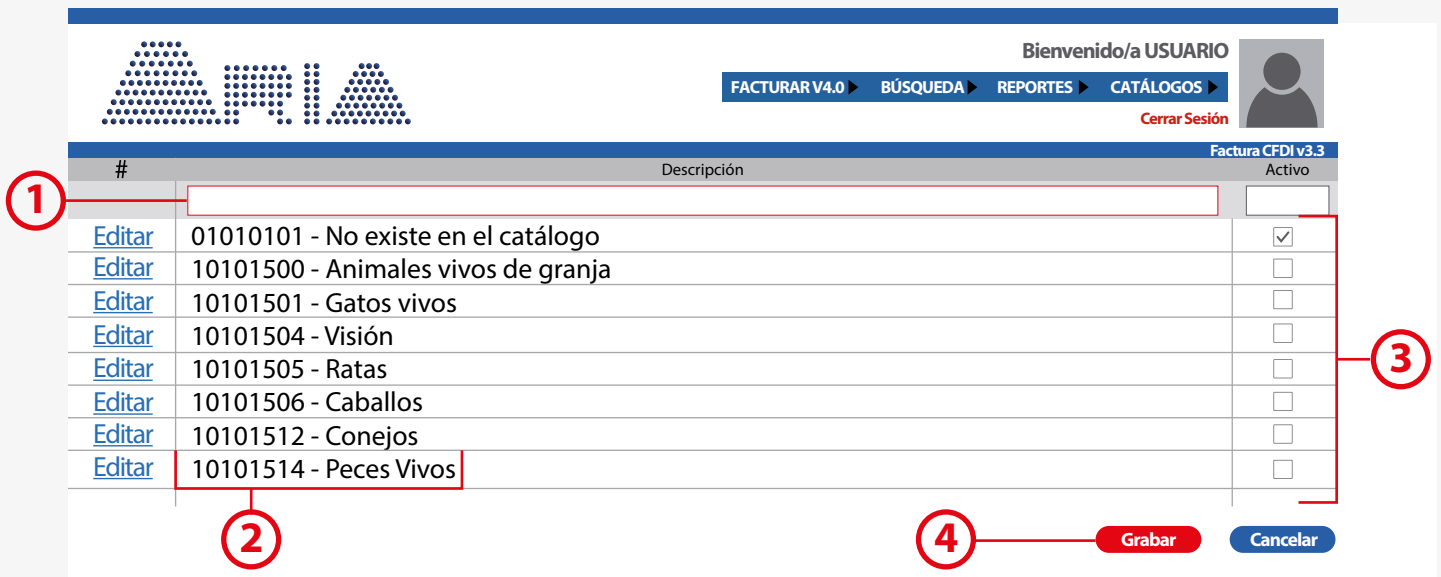 ARIA
Bienvenido/a USUARIO
FACTURAR V4.0 BÚSQUEDA REPORTES CATÁLOGOS
Cerrar Sesión
Factura CFDI v3.3
# Descripción Activo
1
Editar 01010101 - No existe en el catálogo
Editar 10101500 - Animales vivos de granja
Editar 10101501 - Gatos vivos
Editar 10101504 - Visión
3
Editar 10101505 - Ratas
Editar 10101506 - Caballos
Editar 10101512 - Conejos
Editar 10101514 - Peces Vivos
2 4 Grabar Cancelar